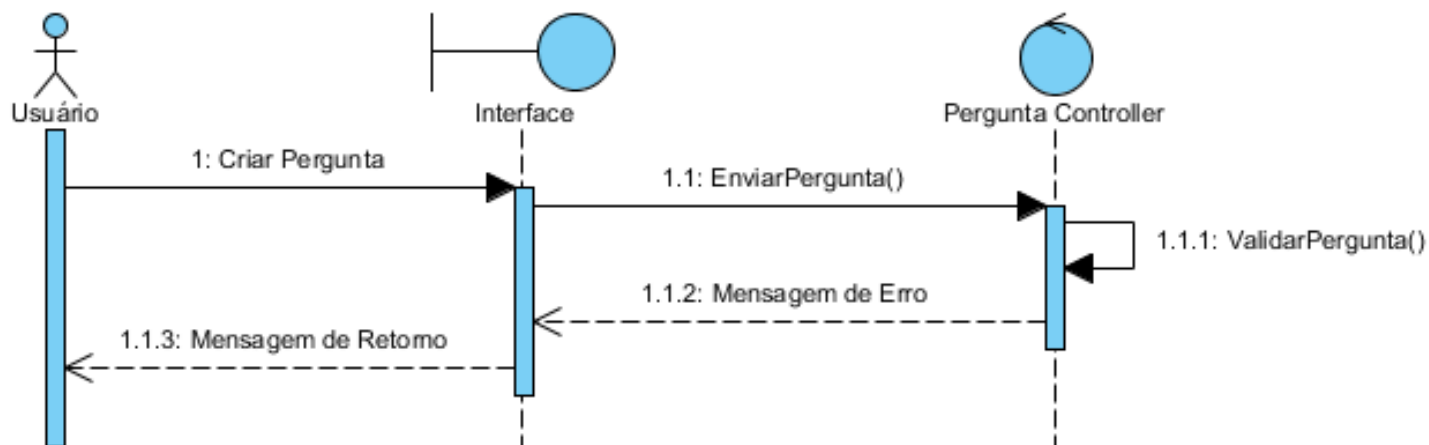 Usuário
Interface
Pergunta Controller
1: Criar Pergunta
1.1: EnviarPergunta()
1.1.1: ValidarPergunta()
1.1.2: Mensagem de Erro
1.1.3: Mensagem de Retorno